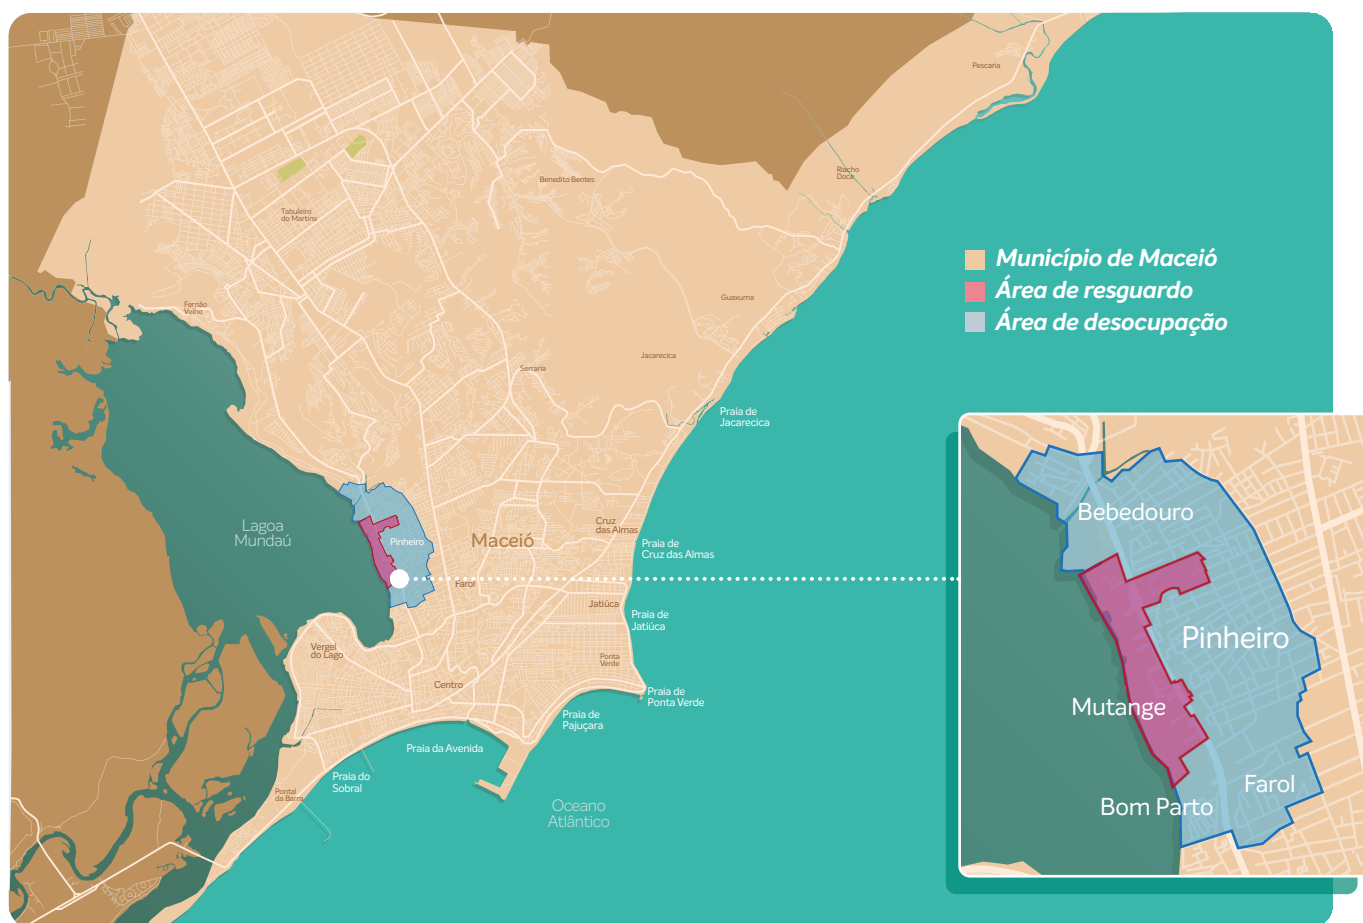 Pescaria
Riacho
Doce
Benedito Bentes
Tabuleiro
do Martins
Município de Maceió
Área de resguardo
Área de desocupação
Guaxuma
Fernão
Velho
Jacarecica
Serraria
Praia de
Jacarecica
Lagoa
Mundaú
Pinheiro
Maceió
Cruz
das Almas
Praia de
Cruz das Almas
Farol
Jatiúca
Praia de
Jatiúca
Vergel
do Lago
Ponta
Verde
Centro
Praia de
Ponta Verde
Praia de
Pajuçara
Praia da Avenida
Praia do
Sobral
Pontal
da Barra
Oceano
Atlântico
Bebedouro
Pinheiro
Mutange
Farol
Bom Parto